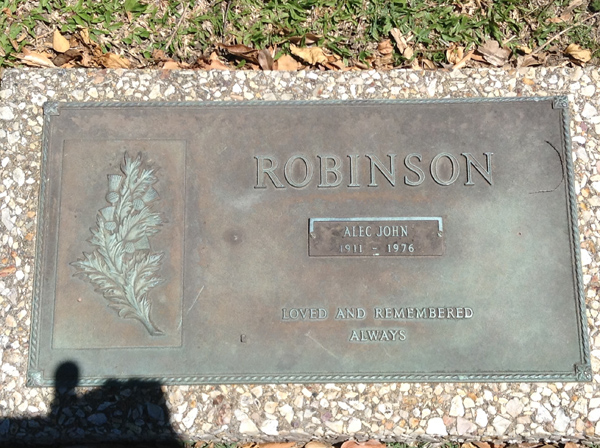 ROBINSON
ALEC JOHN
1911 - 1976
LOVED AND REMEMBERED
ALWAYS